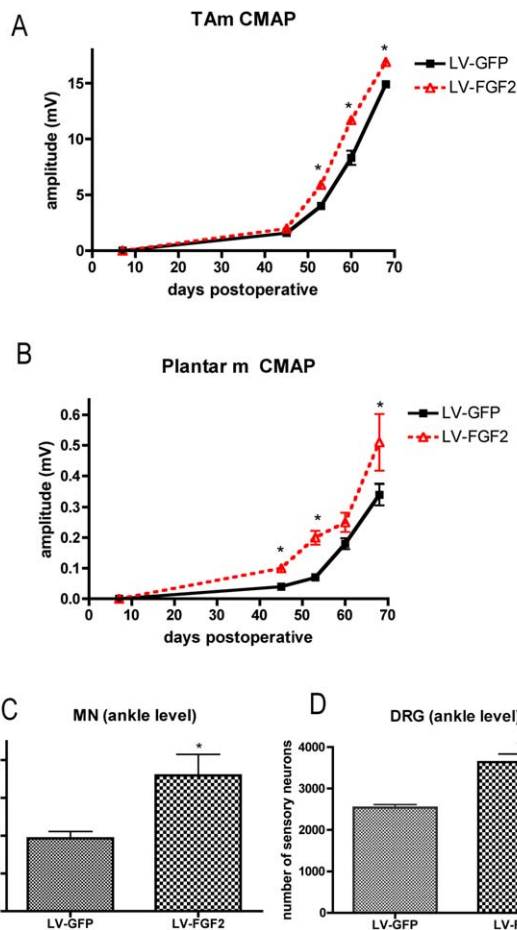 A
TAm CMAP
amplitude (mV)
15
10
5
0
0 10 20 30 40 50 60 70
days postoperative
* * *
LV-GFP
LV-FGF2
B
Plantar m CMAP
amplitude (mV)
0.6
0.5
0.4
0.3
0.2
0.1
0.0
0 10 20 30 40 50 60 70
days postoperative
* * *
LV-GFP
LV-FGF2
C
MN (ankle level)
*
LV-GFP LV-FGF2
D
DRG (ankle level)
number of sensory neurons
4000
3000
2000
1000
0
LV-GFP